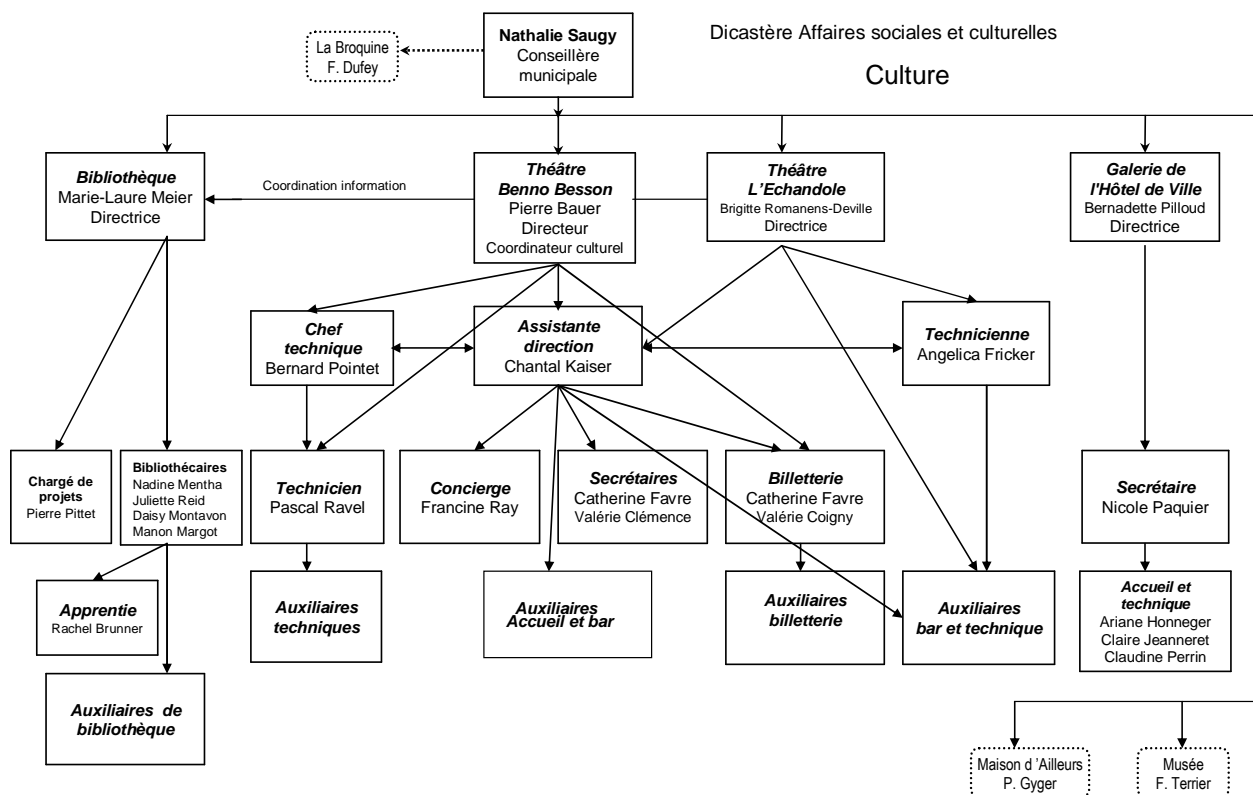 Dicastère Affaires sociales et culturelles
Culture
La Broquine
F. Dufey
Nathalie Saugy
Conseillère
municipale
Bibliothèque
Marie-Laure Meier
Directrice
Coordination information
Théâtre
Benno Besson
Pierre Bauer
Directeur
Coordinateur culturel
Théâtre
L'Echandole
Brigitte Romanens-Deville
Directrice
Galerie de
l'Hôtel de Ville
Bernadette Pilloud
Directrice
Chef
technique
Bernard Pointet
Assistante
direction
Chantal Kaiser
Technicienne
Angelica Fricker
Chargé de
projets
Pierre Pittet
Bibliothécaires
Nadine Mentha
Juliette Reid
Daisy Montavon
Manon Margot
Technicien
Pascal Ravel
Concierge
Francine Ray
Secrétaires
Catherine Favre
Valérie Clémence
Billetterie
Catherine Favre
Valérie Coigny
Secrétaire
Nicole Paquier
Apprentie
Rachel Brunner
Auxiliaires
techniques
Auxiliaires
Accueil et bar
Auxiliaires
billetterie
Auxiliaires
bar et technique
Accueil et
technique
Ariane Honneger
Claire Jeanneret
Claudine Perrin
Auxiliaires de
bibliothèque
Maison d 'Ailleurs
P. Gyger
Musée
F. Terrier